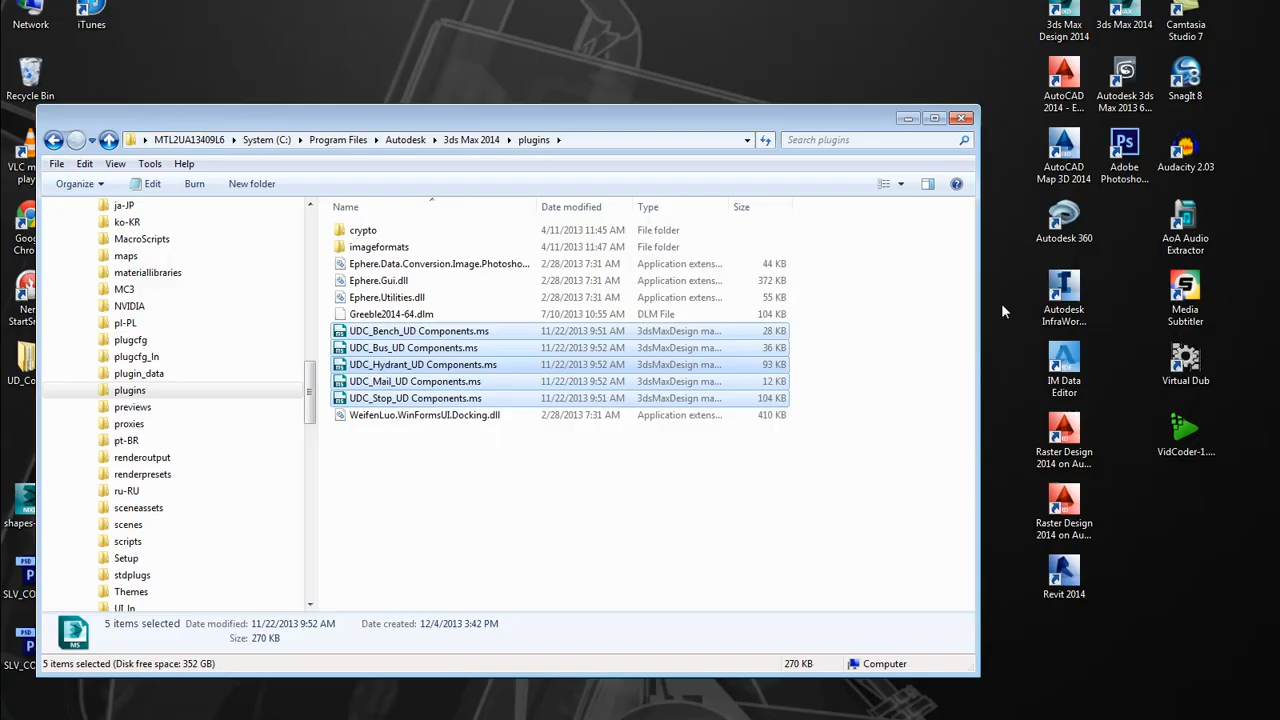 Network
iTunes
Recycle Bin
VLC m
play
Goo
Chro
Ner
StartSr
UD_Co
shapes-
SLV_CO
SLV_CO
MTL2UA13409L6 System (C:) Program Files Autodesk 3ds Max 2014 plugins
Search plugins
File Edit View Tools Help
Organize Edit Burn New folder
ja-JP
ko-KR
MacroScripts
maps
materiallibraries
MC3
NVIDIA
pl-PL
plugcfg
plugcfg_ln
plugin_data
plugins
previews
proxies
pt-BR
renderoutput
renderpresets
ru-RU
sceneassets
scenes
scripts
Setup
stdplugs
Themes
UI_ln
Name Date modified Type Size
crypto 4/11/2013 11:45 AM File folder
imageformats 4/11/2013 11:47 AM File folder
Ephere.Data.Conversion.Image.Photosho... 2/28/2013 7:31 AM Application extens... 44 KB
Ephere.Gui.dll 2/28/2013 7:31 AM Application extens... 372 KB
Ephere.Utilities.dll 2/28/2013 7:31 AM Application extens... 55 KB
Greeble2014-64.dlm 7/10/2013 10:55 AM DLM File 104 KB
UDC_Bench_UD Components.ms 11/22/2013 9:51 AM 3dsMaxDesign ma... 28 KB
UDC_Bus_UD Components.ms 11/22/2013 9:52 AM 3dsMaxDesign ma... 36 KB
UDC_Hydrant_UD Components.ms 11/22/2013 9:52 AM 3dsMaxDesign ma... 93 KB
UDC_Mail_UD Components.ms 11/22/2013 9:52 AM 3dsMaxDesign ma... 12 KB
UDC_Stop_UD Components.ms 11/22/2013 9:51 AM 3dsMaxDesign ma... 104 KB
WeifenLuo.WinFormsUI.Docking.dll 2/28/2013 7:31 AM Application extens... 410 KB
MS
5 items selected Date modified: 11/22/2013 9:52 AM Date created: 12/4/2013 3:42 PM
Size: 270 KB
5 items selected (Disk free space: 352 GB) 270 KB Computer
3ds Max
Design 2014
3ds Max 2014
Camtasia
Studio 7
AutoCAD
2014 - E...
Autodesk 3ds
Max 2013 6...
SnagIt 8
AutoCAD
Map 3D 2014
Adobe
Photosho...
Audacity 2.03
Autodesk 360
AoA Audio
Extractor
Autodesk
InfraWor...
Media
Subtitler
IM Data
Editor
Virtual Dub
Raster Design
2014 on Au...
VidCoder-1....
Raster Design
2014 on Au...
Revit 2014